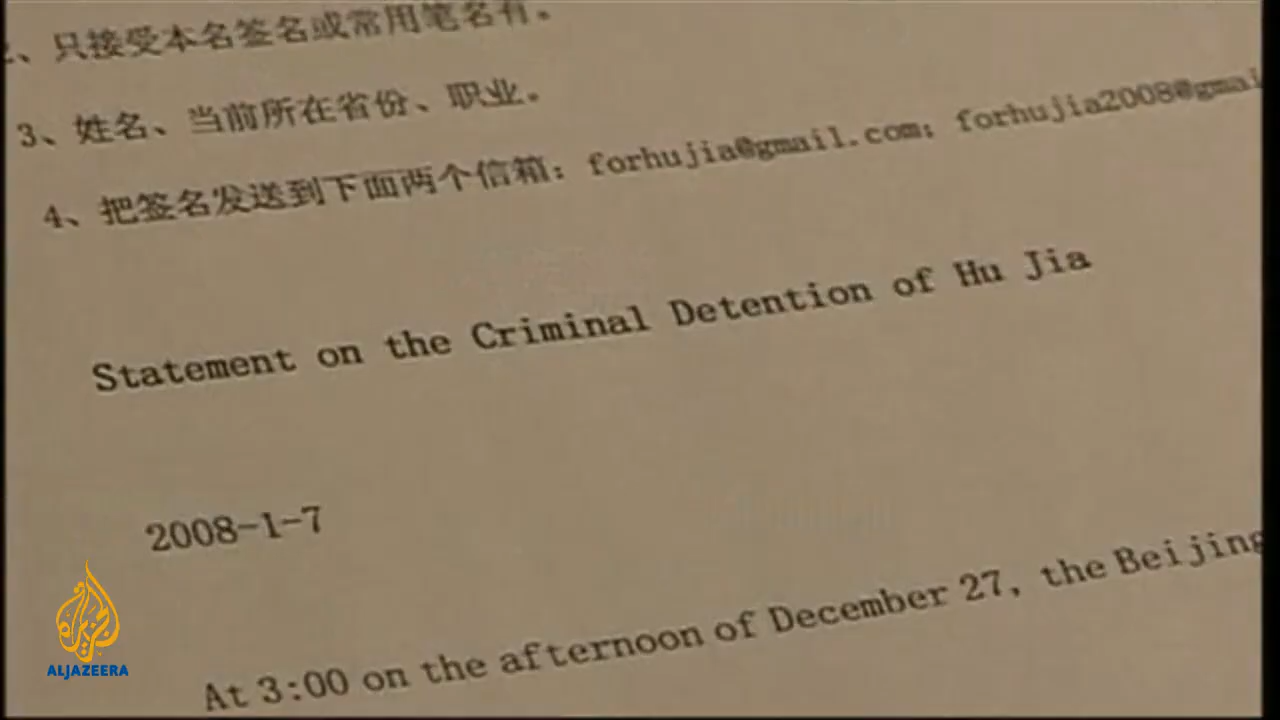 2、只接受本名签名或常用笔名有。
3、姓名、当前所在省份、职业。
4、把签名发送到下面两个信箱：forhujia@gmail.com；forhujia2008@gmai
Statement on the Criminal Detention of Hu Jia
2008-1-7
At 3:00 on the afternoon of December 27, the Beijing
الجزيرة
ALJAZEERA